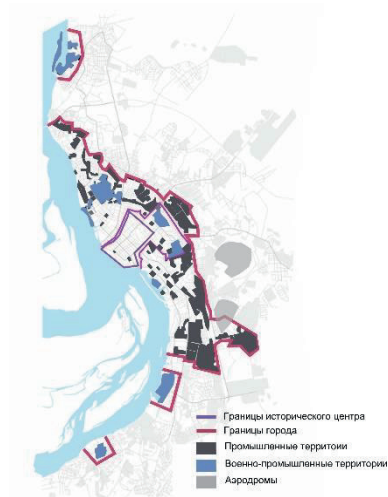 Границы исторического центра
Границы города
Промышленные территоии
Военно-промышленные территории
Аэродромы